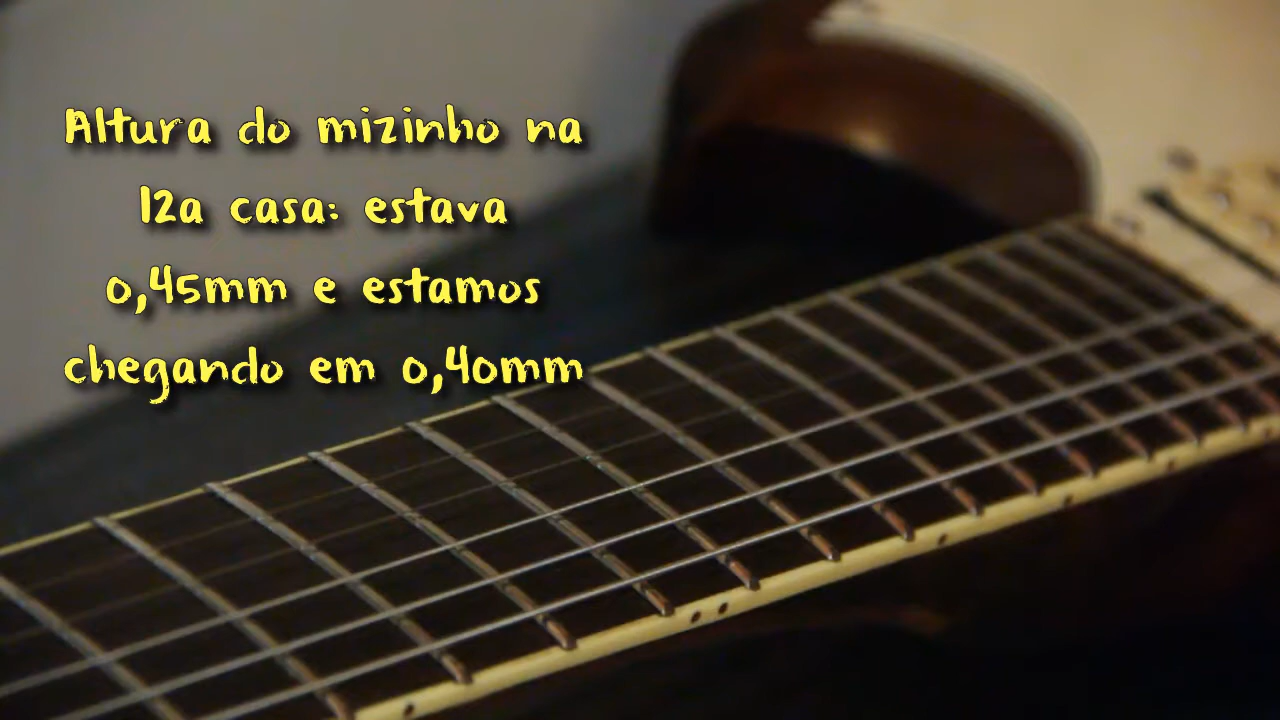 Altura do mizinho na
12a casa: estava
0,45mm e estamos
chegando em 0,40mm